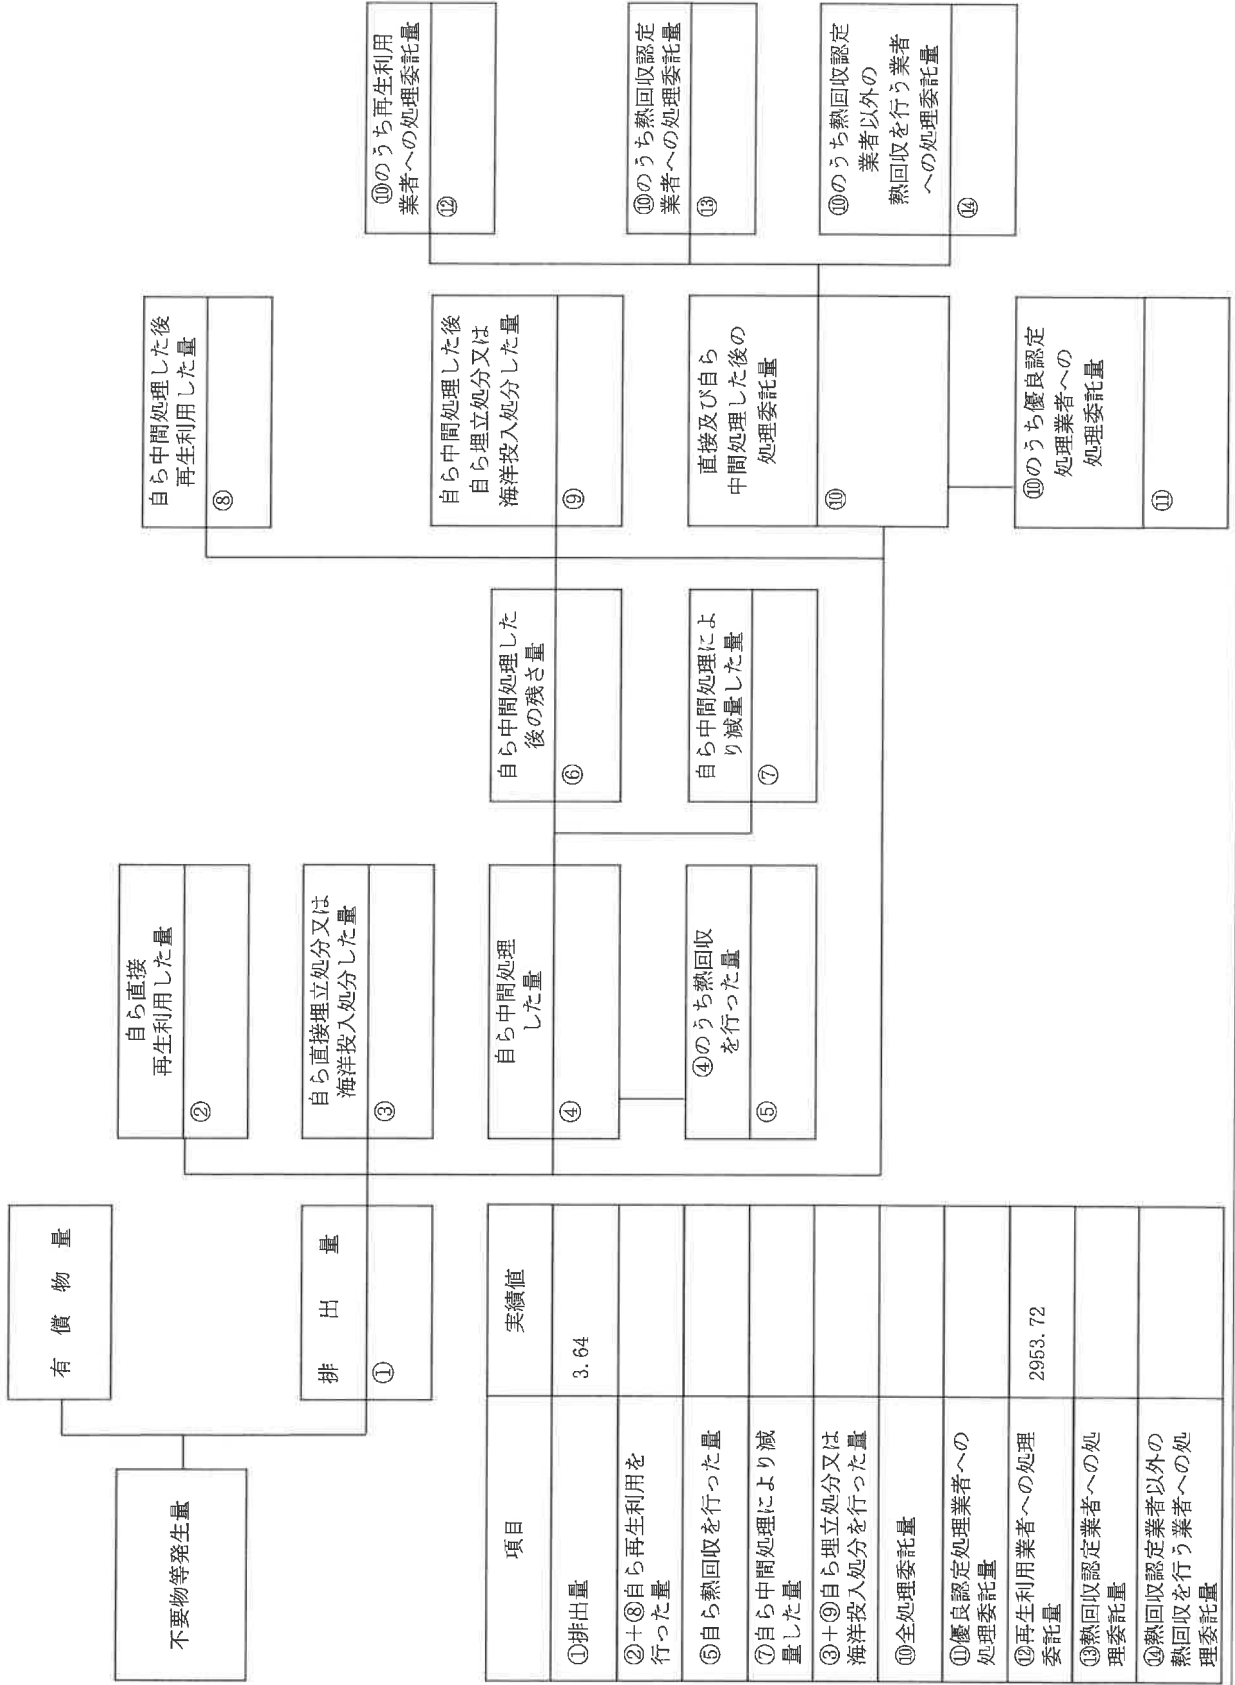 不要物等発生量
有償物量
排出量
①
自ら直接
再生利用した量
②
自ら直接埋立処分又は
海洋投入処分した量
③
自ら中間処理
した量
④
④のうち熱回収
を行った量
⑤
自ら中間処理した
後の残さ量
⑥
自ら中間処理によ
り減量した量
⑦
自ら中間処理した後
再生利用した量
⑧
自ら中間処理した後
自ら埋立処分又は
海洋投入処分した量
⑨
直接及び自ら
中間処理した後の
処理委託量
⑩
⑩のうち優良認定
処理業者への
処理委託量
⑪
⑩のうち再生利用
業者への処理委託量
⑫
⑩のうち熱回収認定
業者への処理委託量
⑬
⑩のうち熱回収認定
業者以外の
熱回収を行う業者
への処理委託量
⑭
項目 実績値
①排出量 3.64
②+⑧自ら再生利用を
行った量
⑤自ら熱回収を行った量
⑦自ら中間処理により減
量した量
③+⑨自ら埋立処分又は
海洋投入処分を行った量
⑩全処理委託量
⑪優良認定処理業者への
処理委託量
⑫再生利用業者への処理
委託量 2953.72
⑬熱回収認定業者への処
理委託量
⑭熱回収認定業者以外の
熱回収を行う業者への処
理委託量